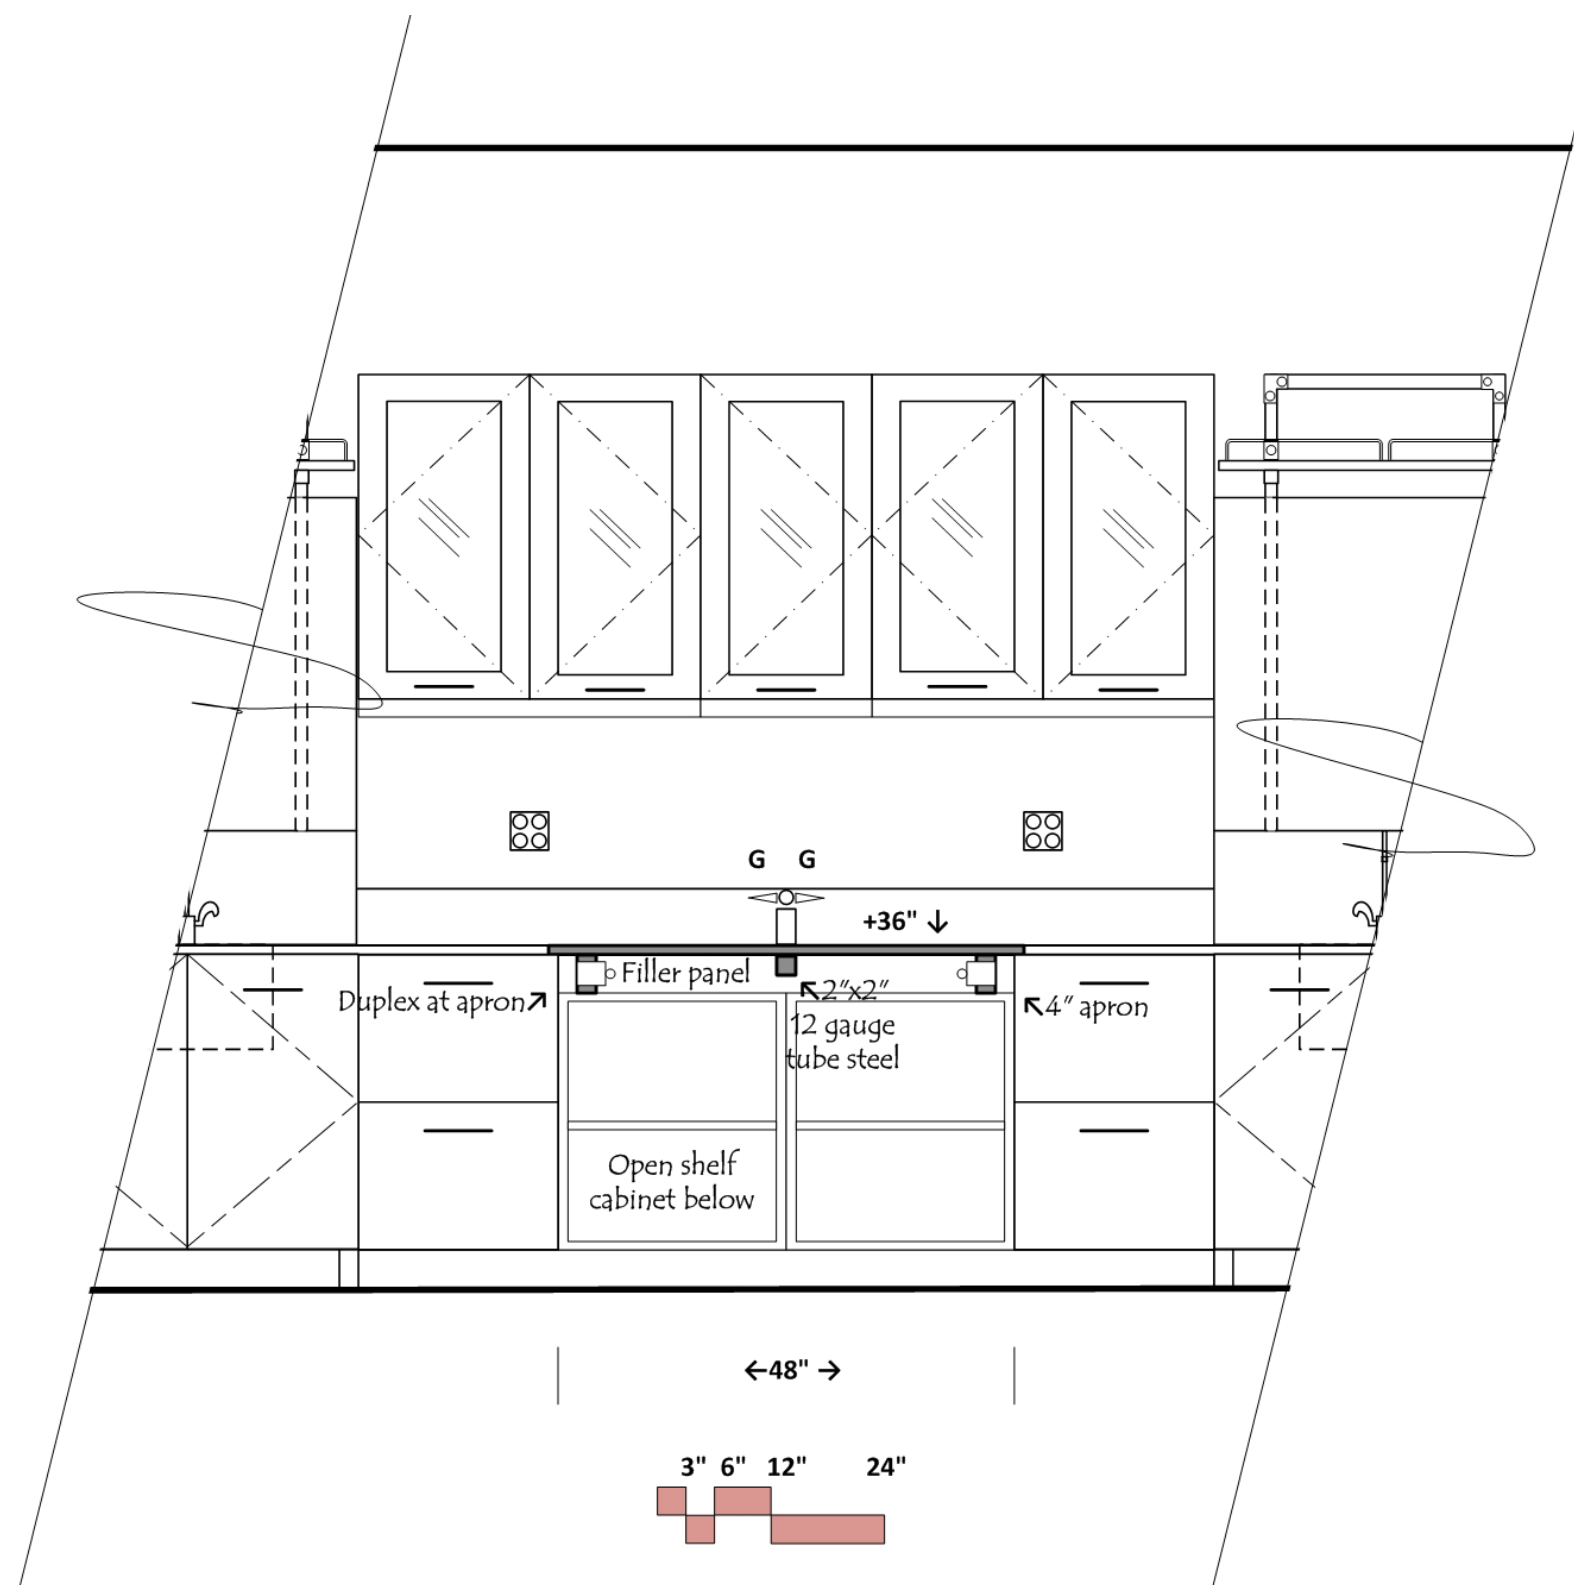 G G
+36" ↓
Filler panel
Duplex at apron↗
↖2"x2"
12 gauge
tube steel
↖4" apron
Open shelf
cabinet below
←48" →
3" 6" 12" 24"